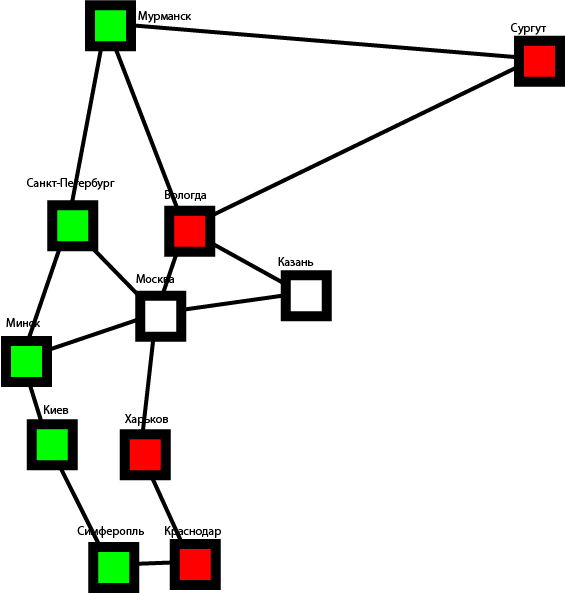 Мурманск
Сургут
Санкт-Петербург
Вологда
Казань
Москва
Минск
Киев
Харьков
Симферопль
Краснодар